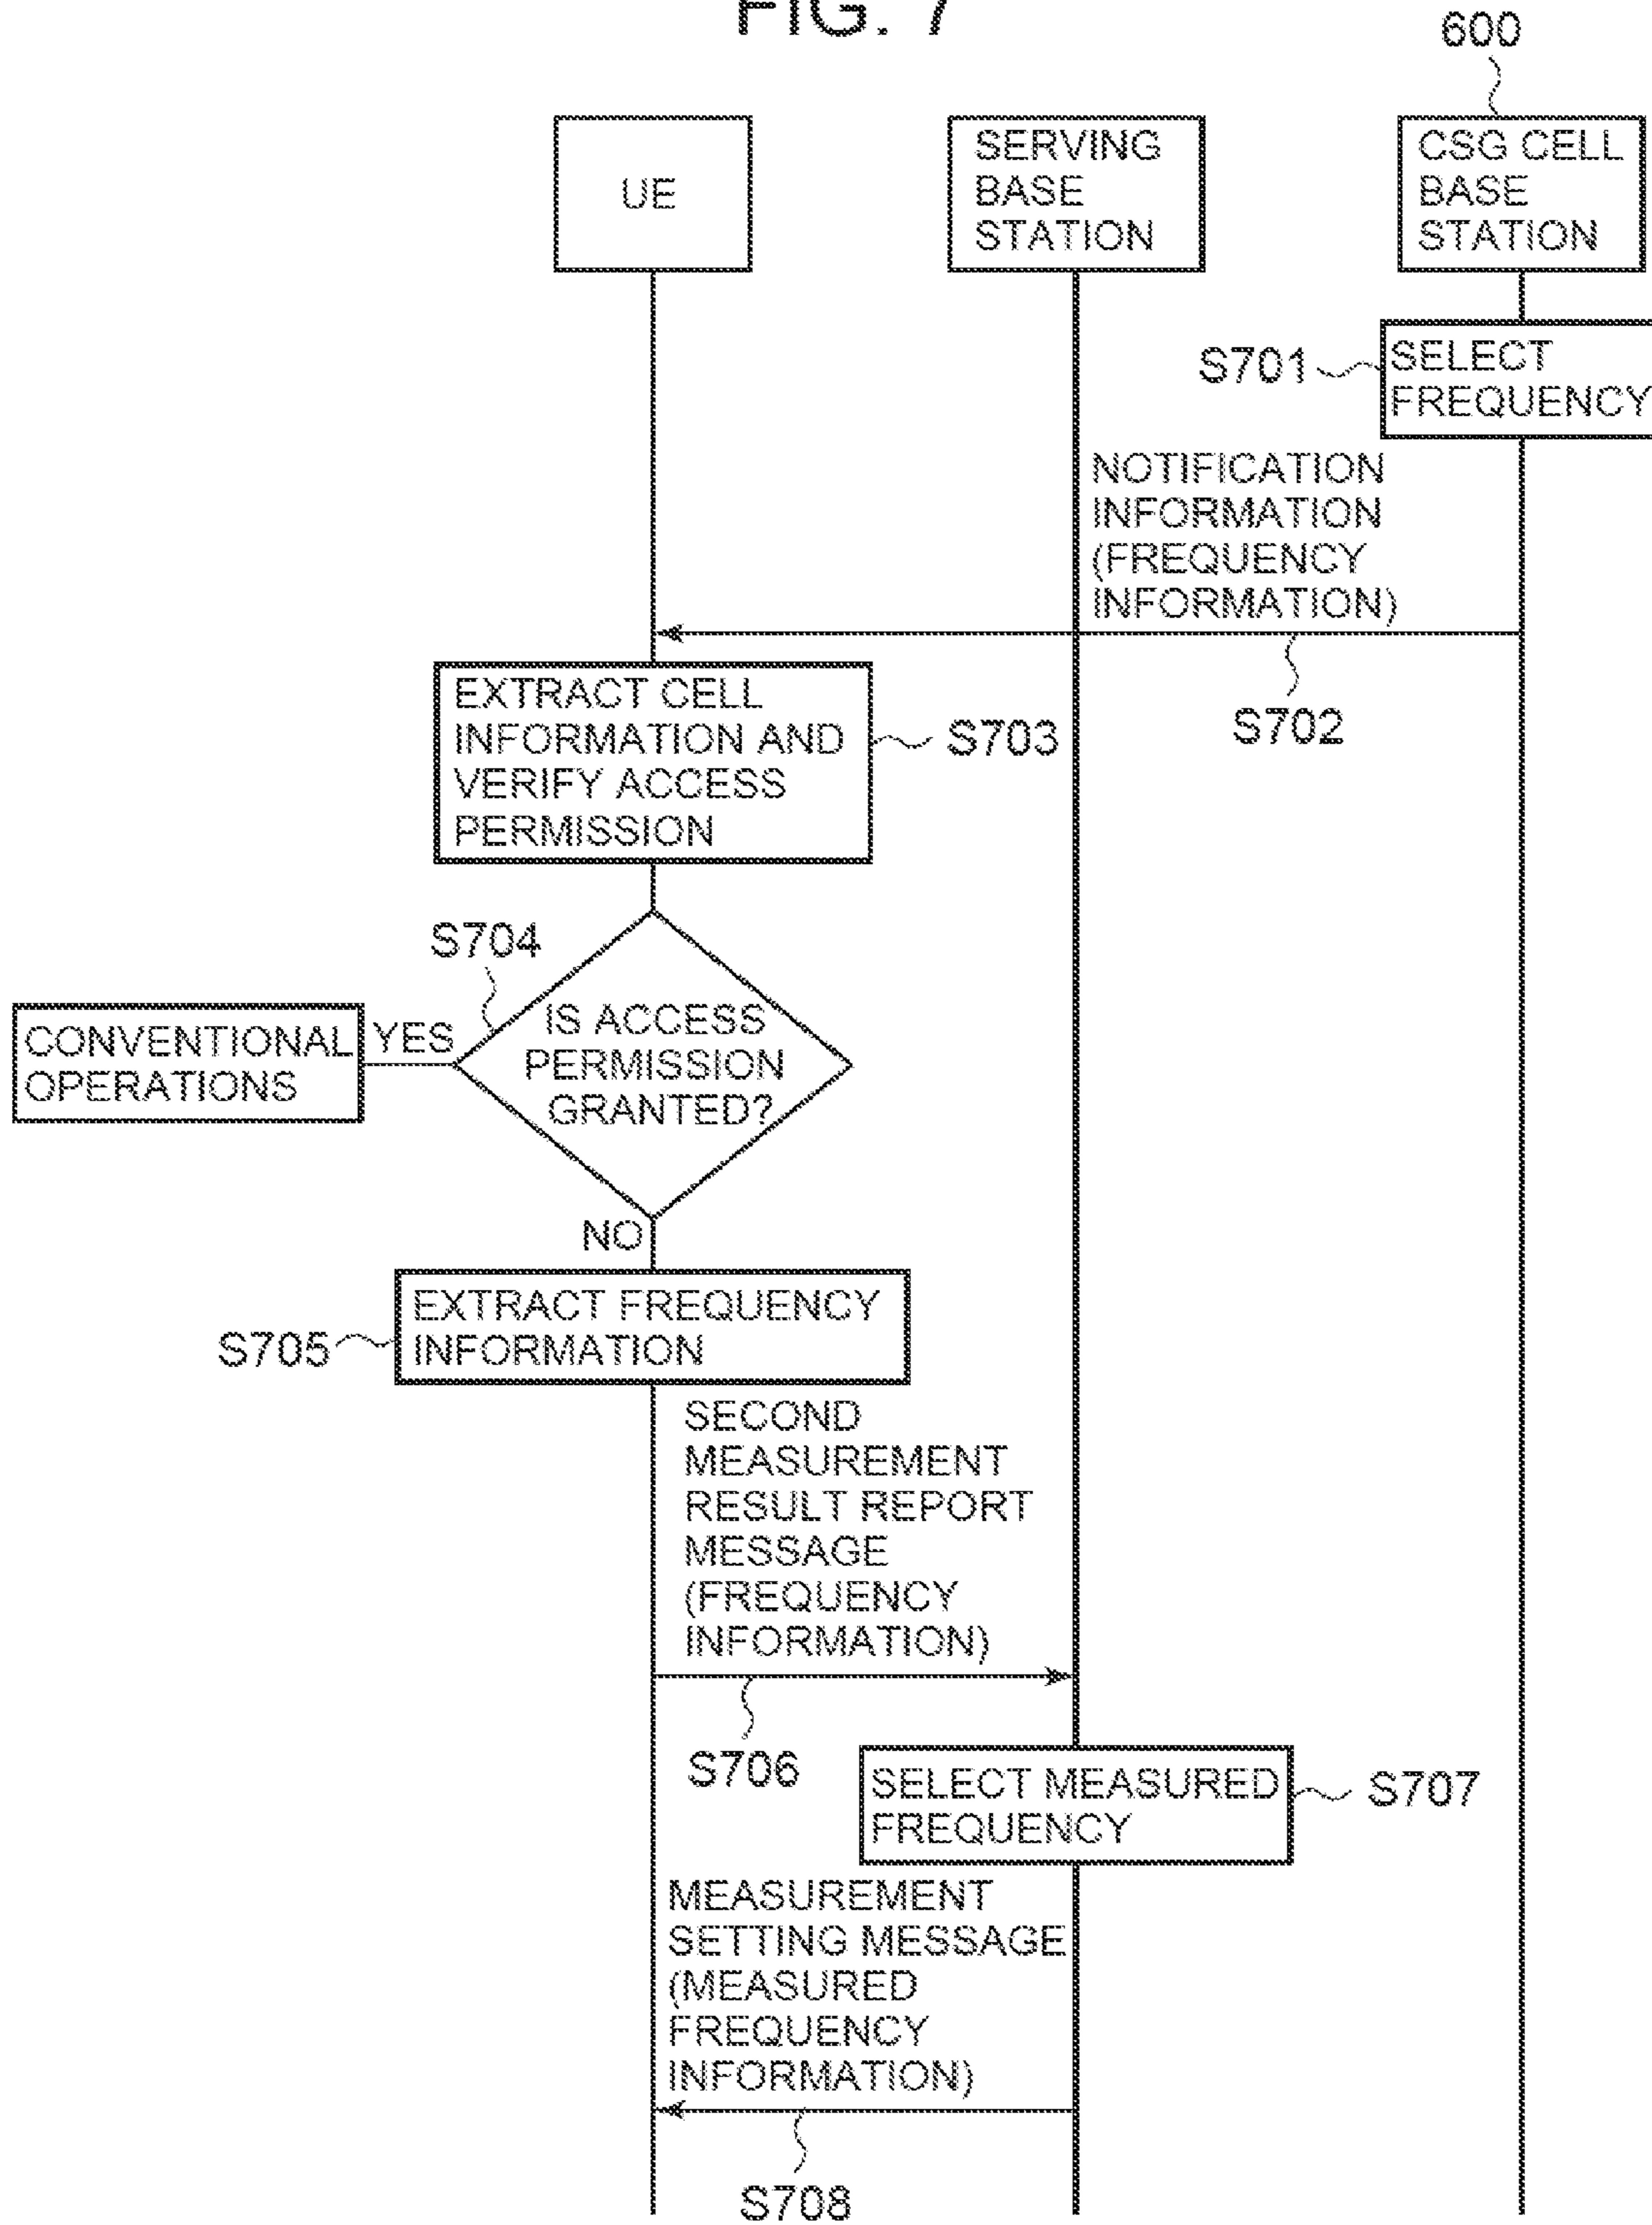 FIG. 7
600
UE
SERVING
BASE
STATION
CSG CELL
BASE
STATION
S701
SELECT
FREQUENCY
NOTIFICATION
INFORMATION
(FREQUENCY
INFORMATION)
S702
EXTRACT CELL
INFORMATION AND
VERIFY ACCESS
PERMISSION
S703
S704
IS ACCESS
PERMISSION
GRANTED?
YES
CONVENTIONAL
OPERATIONS
NO
EXTRACT FREQUENCY
INFORMATION
S705
SECOND
MEASUREMENT
RESULT REPORT
MESSAGE
(FREQUENCY
INFORMATION)
S706
SELECT MEASURED
FREQUENCY
S707
MEASUREMENT
SETTING MESSAGE
(MEASURED
FREQUENCY
INFORMATION)
S708